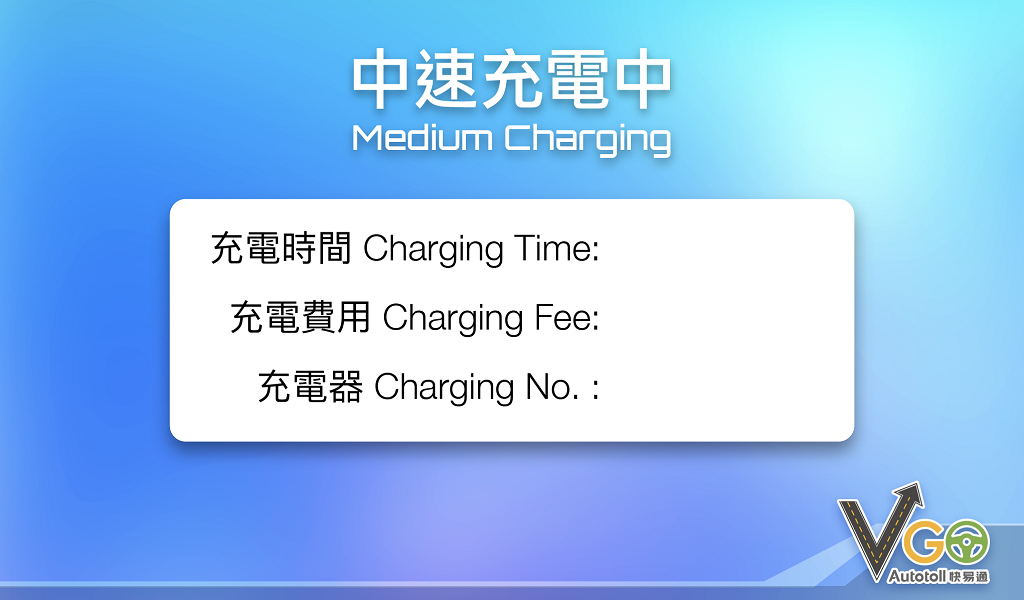 中速充電中
Medium Charging
充電時間 Charging Time:
充電費用 Charging Fee:
充電器 Charging No. :
VGO
Autotoll 快易通